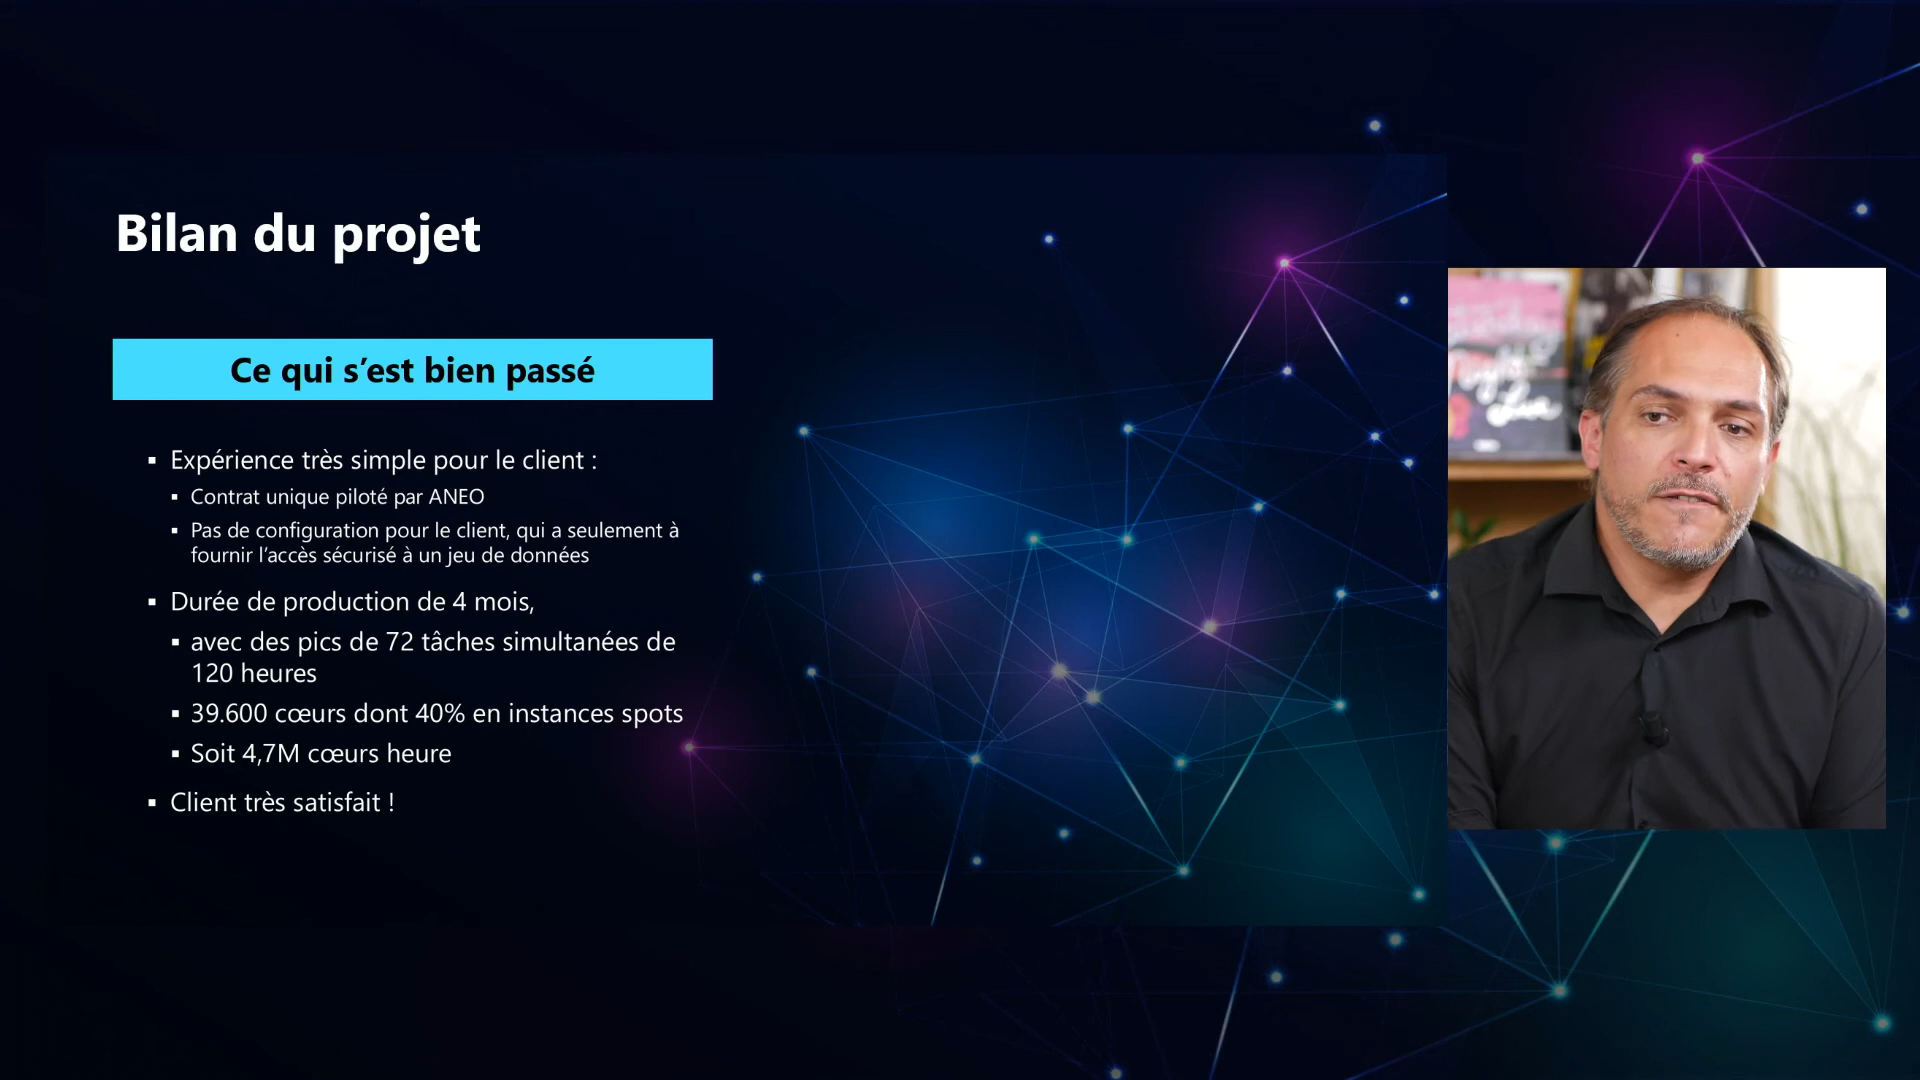 Bilan du projet
Ce qui s’est bien passé
▪ Expérience très simple pour le client :
▪ Contrat unique piloté par ANEO
▪ Pas de configuration pour le client, qui a seulement à
fournir l’accès sécurisé à un jeu de données
▪ Durée de production de 4 mois,
▪ avec des pics de 72 tâches simultanées de
120 heures
▪ 39.600 cœurs dont 40% en instances spots
▪ Soit 4,7M cœurs heure
▪ Client très satisfait !